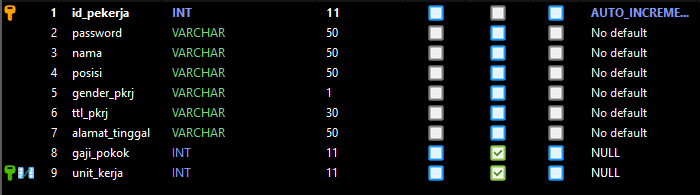 1 id_pekerja INT 11 AUTO_INCREME...
2 password VARCHAR 50 No default
3 nama VARCHAR 50 No default
4 posisi VARCHAR 50 No default
5 gender_pkrj VARCHAR 1 No default
6 ttl_pkrj VARCHAR 30 No default
7 alamat_tinggal VARCHAR 50 No default
8 gaji_pokok INT 11 NULL
9 unit_kerja INT 11 NULL